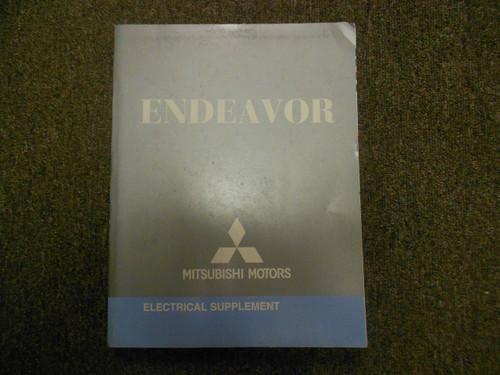 ENDEAVOR
MITSUBISHI MOTORS
ELECTRICAL SUPPLEMENT